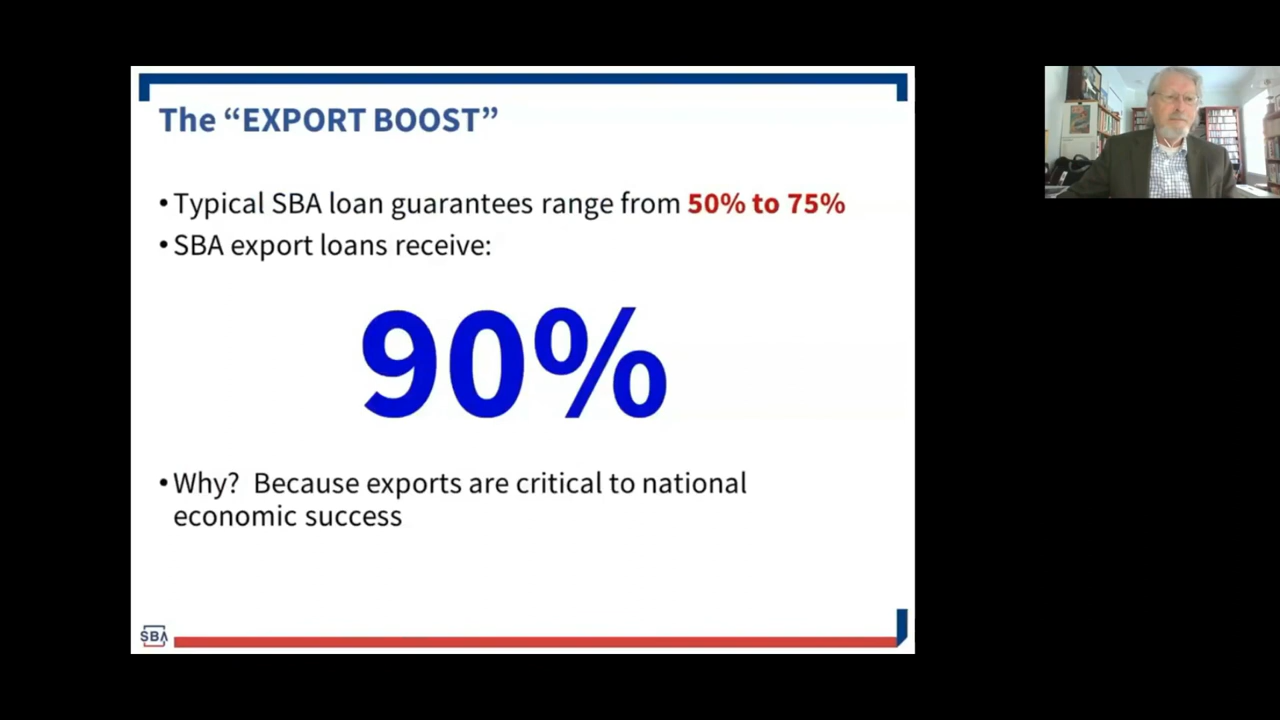 The “EXPORT BOOST”
•Typical SBA loan guarantees range from 50% to 75%
•SBA export loans receive:
90%
•Why?  Because exports are critical to national
economic success
SBA